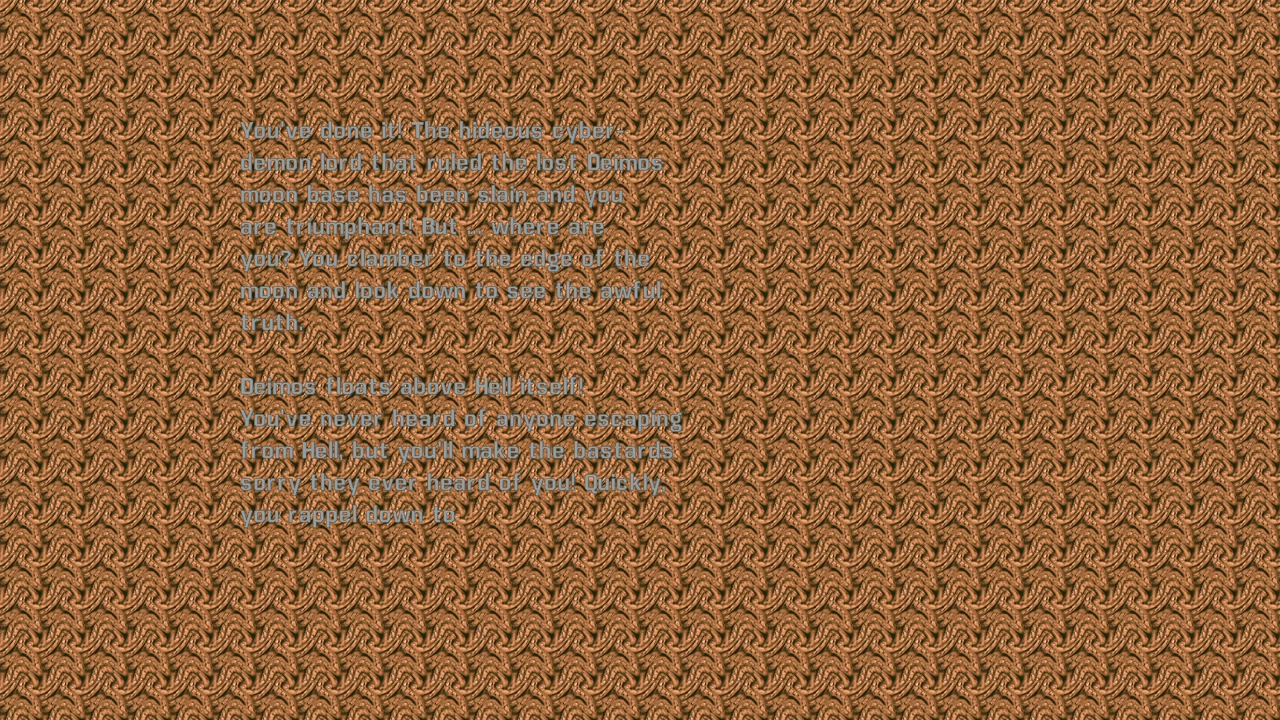 You've done it! The hideous cyber-
demon lord that ruled the lost Deimos
moon base has been slain and you
are triumphant! But ... where are
you? You clamber to the edge of the
moon and look down to see the awful
truth.

Deimos floats above Hell itself!
You've never heard of anyone escaping
from Hell, but you'll make the bastards
sorry they ever heard of you! Quickly,
you rappel down to